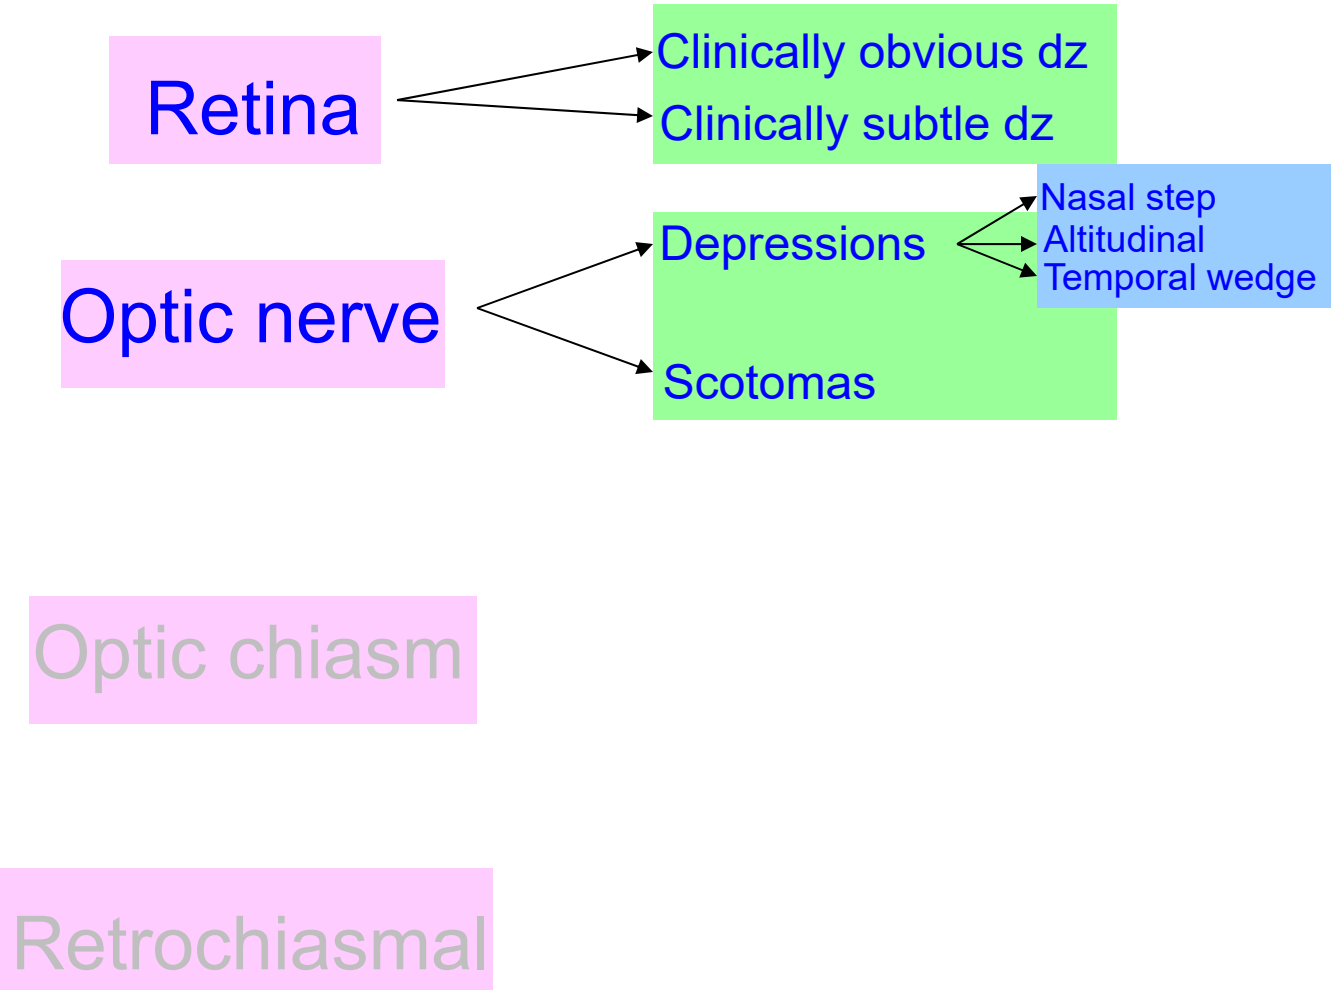 Retina
Clinically obvious dz
Clinically subtle dz
Optic nerve
Depressions
Nasal step
Altitudinal
Temporal wedge
Scotomas
Optic chiasm
Retrochiasmal